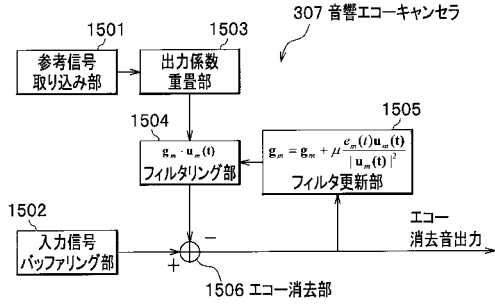 307 音響エコーキャンセラ
1501
参考信号
取り込み部
1503
出力係数
重畳部
1504
g_m · u_m(t)
フィルタリング部
1505
g_m = g_m + μ e_m(t)u_m(t) / |u_m(t)|²
フィルタ更新部
1502
入力信号
バッファリング部
+
−
1506 エコー消去部
エコー
消去音出力